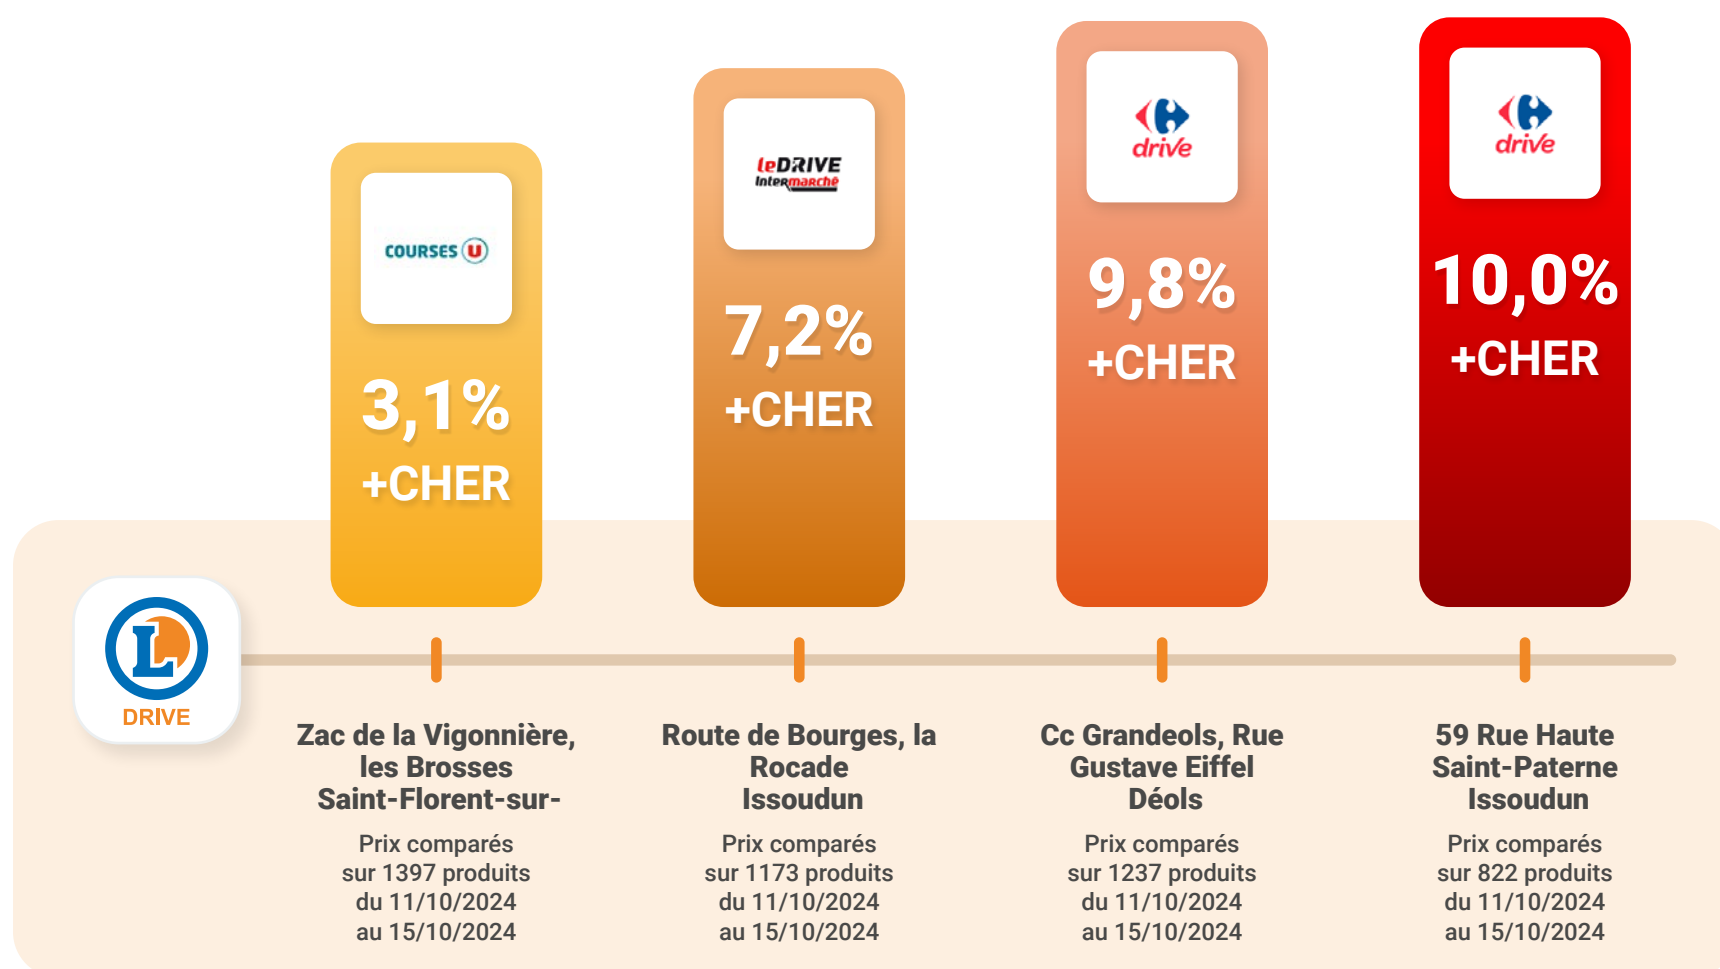 COURSES U
3,1%
+CHER
leDRIVE
Intermarché
7,2%
+CHER
drive
9,8%
+CHER
drive
10,0%
+CHER
L
DRIVE
Zac de la Vigonnière,
les Brosses
Saint-Florent-sur-
Prix comparés
sur 1397 produits
du 11/10/2024
au 15/10/2024
Route de Bourges, la
Rocade
Issoudun
Prix comparés
sur 1173 produits
du 11/10/2024
au 15/10/2024
Cc Grandeols, Rue
Gustave Eiffel
Déols
Prix comparés
sur 1237 produits
du 11/10/2024
au 15/10/2024
59 Rue Haute
Saint-Paterne
Issoudun
Prix comparés
sur 822 produits
du 11/10/2024
au 15/10/2024